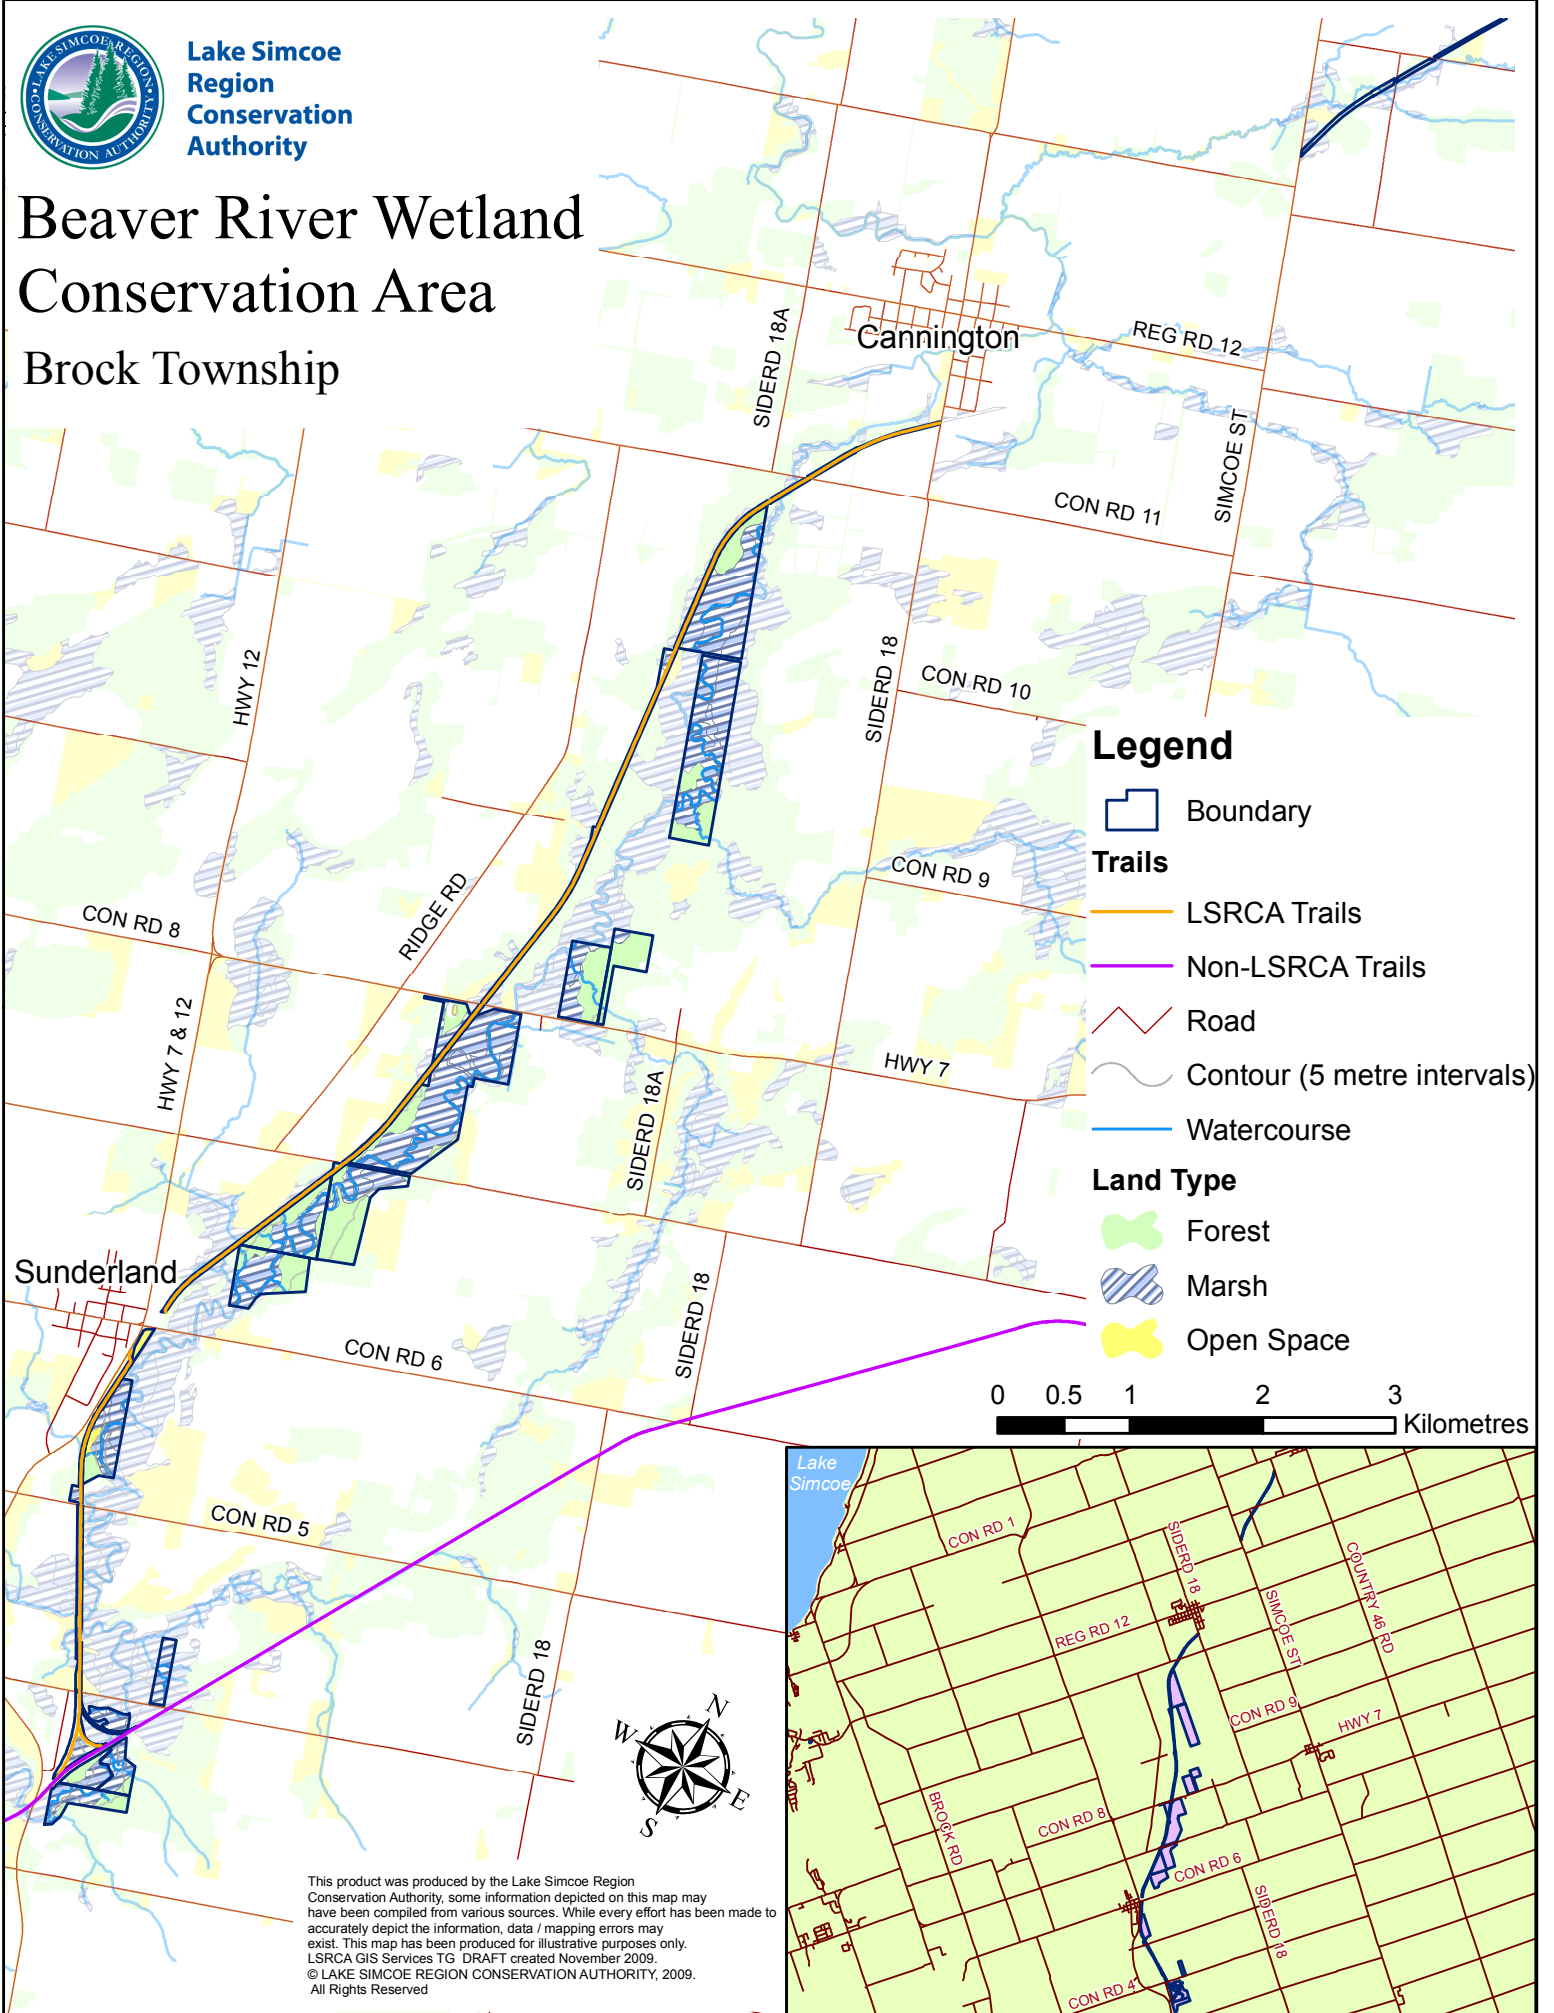 LAKE SIMCOE REGION
CONSERVATION AUTHORITY
Lake Simcoe
Region
Conservation
Authority
Beaver River Wetland
Conservation Area
Brock Township
SIDERD 18A
Cannington
REG RD 12
SIMCOE ST
CON RD 11
HWY 12
SIDERD 18
CON RD 10
CON RD 9
RIDGE RD
CON RD 8
HWY 7 & 12
HWY 7
SIDERD 18A
Sunderland
SIDERD 18
CON RD 6
CON RD 5
SIDERD 18
Legend
Boundary
Trails
LSRCA Trails
Non-LSRCA Trails
Road
Contour (5 metre intervals)
Watercourse
Land Type
Forest
Marsh
Open Space
0 0.5 1 2 3
Kilometres
N
W
E
S
Lake
Simcoe
CON RD 1
SIDERD 18
COUNTRY 46 RD
SIMCOE ST
REG RD 12
CON RD 9
HWY 7
BROCK RD
CON RD 8
CON RD 6
SIDERD 18
CON RD 4
This product was produced by the Lake Simcoe Region
Conservation Authority, some information depicted on this map may
have been compiled from various sources. While every effort has been made to
accurately depict the information, data / mapping errors may
exist. This map has been produced for illustrative purposes only.
LSRCA GIS Services TG DRAFT created November 2009.
© LAKE SIMCOE REGION CONSERVATION AUTHORITY, 2009.
All Rights Reserved